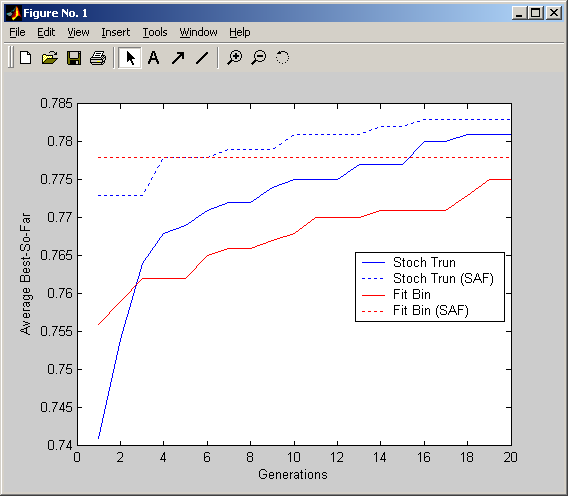 Figure No. 1
File Edit View Insert Tools Window Help
A
0.785
0.78
0.775
0.77
0.765
0.76
0.755
0.75
0.745
0.74
Average Best-So-Far
Stoch Trun
Stoch Trun (SAF)
Fit Bin
Fit Bin (SAF)
0 2 4 6 8 10 12 14 16 18 20
Generations